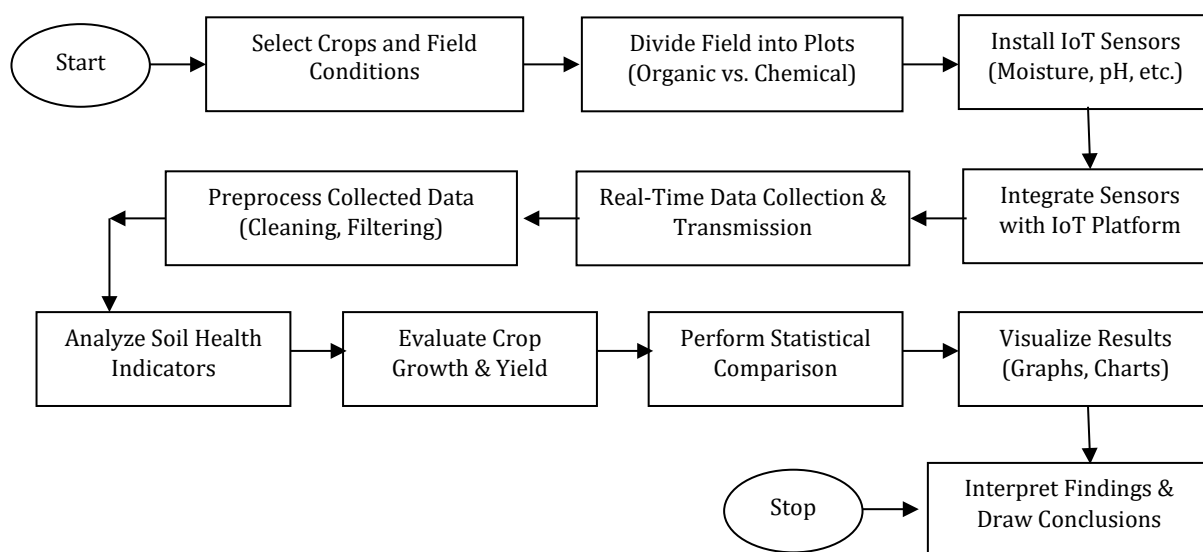 Start
Select Crops and Field
Conditions
Divide Field into Plots
(Organic vs. Chemical)
Install IoT Sensors
(Moisture, pH, etc.)
Integrate Sensors
with IoT Platform
Real-Time Data Collection &
Transmission
Preprocess Collected Data
(Cleaning, Filtering)
Analyze Soil Health
Indicators
Evaluate Crop
Growth & Yield
Perform Statistical
Comparison
Visualize Results
(Graphs, Charts)
Interpret Findings &
Draw Conclusions
Stop